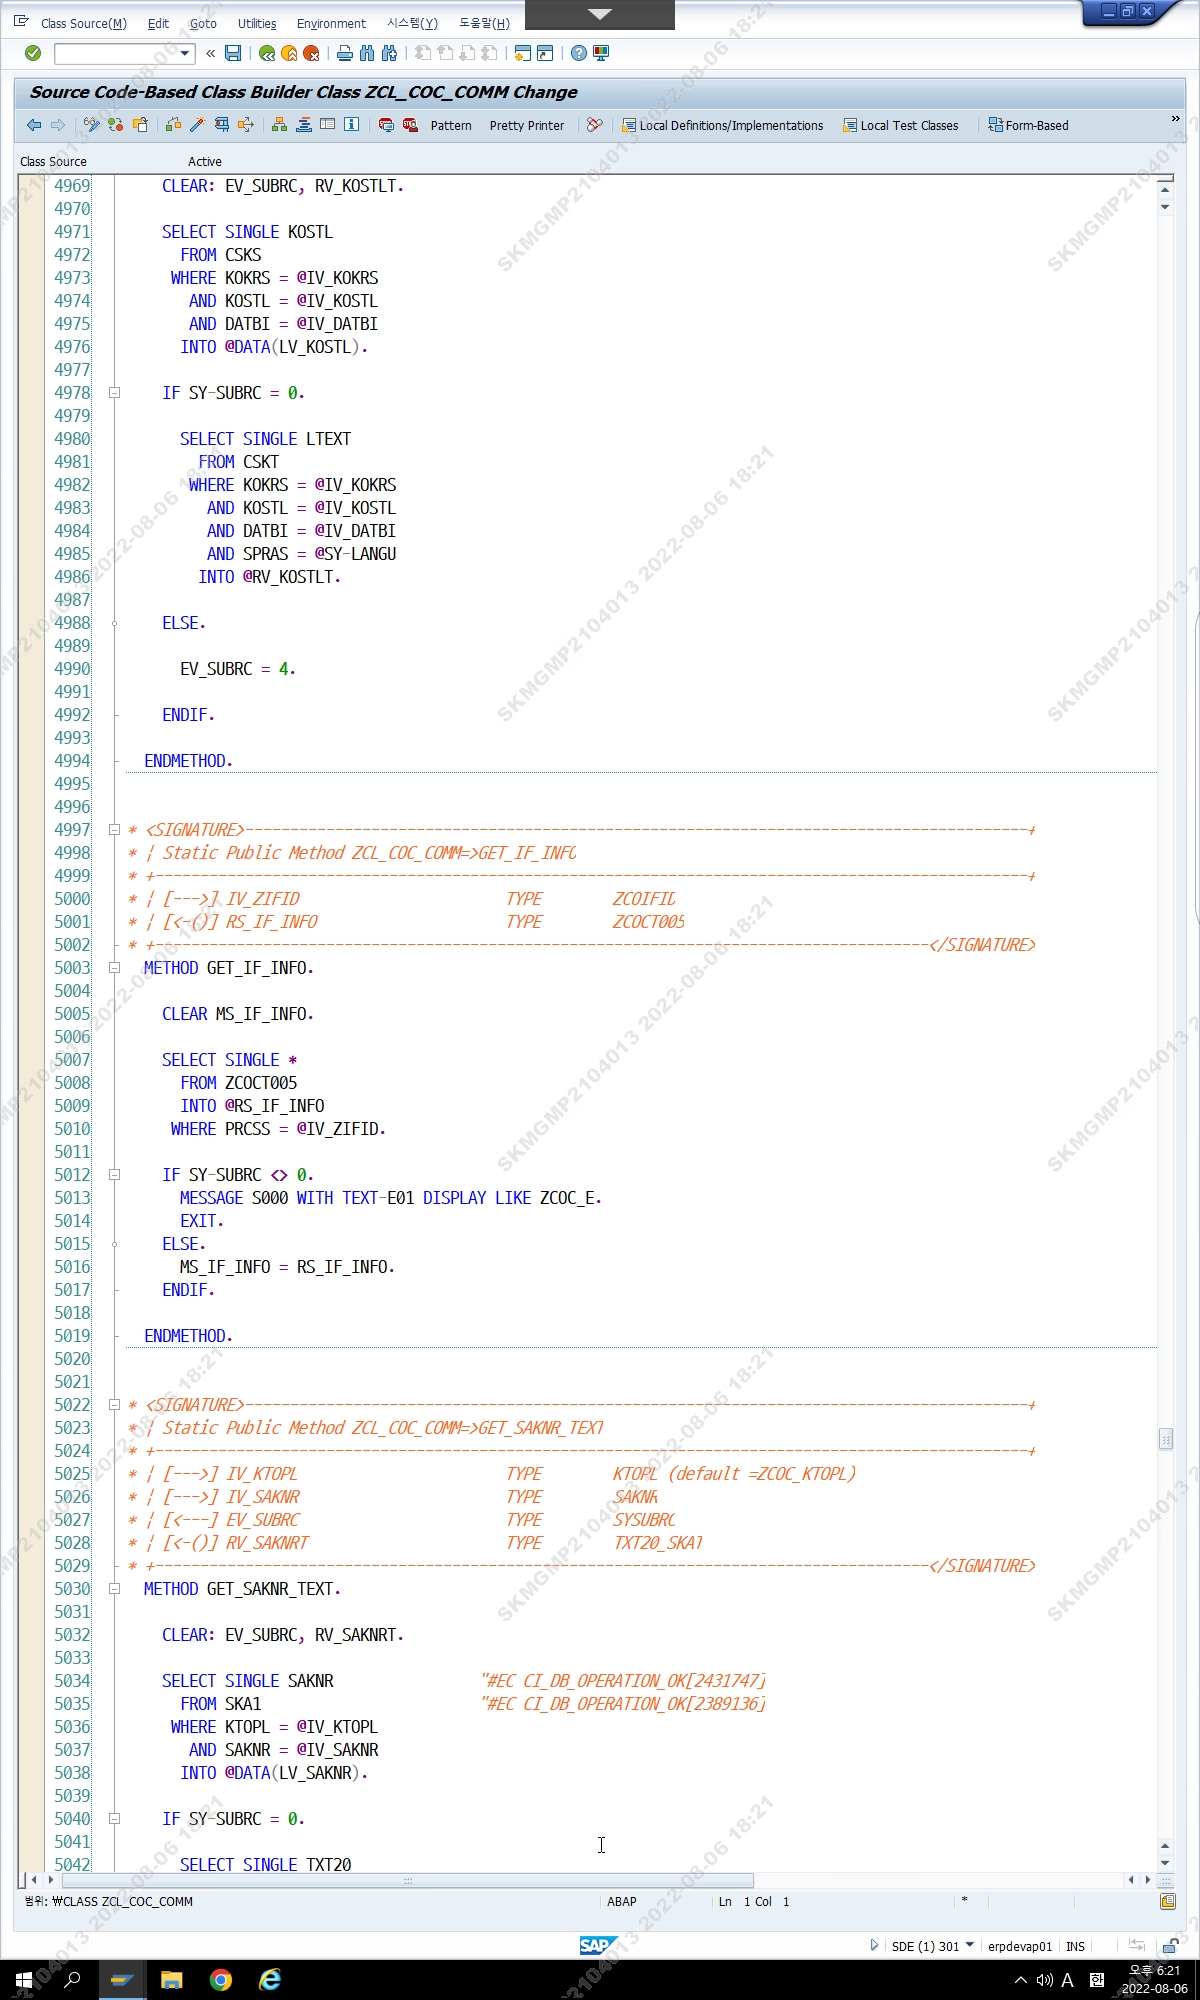 Class Source(M) Edit Goto Utilities Environment 시스템(Y) 도움말(H)
Source Code-Based Class Builder Class ZCL_COC_COMM Change
Pattern Pretty Printer Local Definitions/Implementations Local Test Classes Form-Based
Class Source Active
4969 CLEAR: EV_SUBRC, RV_KOSTLT.
4970
4971 SELECT SINGLE KOSTL
4972 FROM CSKS
4973 WHERE KOKRS = @IV_KOKRS
4974 AND KOSTL = @IV_KOSTL
4975 AND DATBI = @IV_DATBI
4976 INTO @DATA(LV_KOSTL).
4977
4978 IF SY-SUBRC = 0.
4979
4980 SELECT SINGLE LTEXT
4981 FROM CSKT
4982 WHERE KOKRS = @IV_KOKRS
4983 AND KOSTL = @IV_KOSTL
4984 AND DATBI = @IV_DATBI
4985 AND SPRAS = @SY-LANGU
4986 INTO @RV_KOSTLT.
4987
4988 ELSE.
4989
4990 EV_SUBRC = 4.
4991
4992 ENDIF.
4993
4994 ENDMETHOD.
4995
4996
4997 * <SIGNATURE>---------------------------------------------------------------------------------------+
4998 * ¦ Static Public Method ZCL_COC_COMM=>GET_IF_INFO
4999 * +-------------------------------------------------------------------------------------------------+
5000 * ¦ [--->] IV_ZIFID TYPE ZCOIFID
5001 * ¦ [<-()] RS_IF_INFO TYPE ZCOCT005
5002 * +--------------------------------------------------------------------------------------</SIGNATURE>
5003 METHOD GET_IF_INFO.
5004
5005 CLEAR MS_IF_INFO.
5006
5007 SELECT SINGLE *
5008 FROM ZCOCT005
5009 INTO @RS_IF_INFO
5010 WHERE PRCSS = @IV_ZIFID.
5011
5012 IF SY-SUBRC <> 0.
5013 MESSAGE S000 WITH TEXT-E01 DISPLAY LIKE ZCOC_E.
5014 EXIT.
5015 ELSE.
5016 MS_IF_INFO = RS_IF_INFO.
5017 ENDIF.
5018
5019 ENDMETHOD.
5020
5021
5022 * <SIGNATURE>---------------------------------------------------------------------------------------+
5023 * ¦ Static Public Method ZCL_COC_COMM=>GET_SAKNR_TEXT
5024 * +-------------------------------------------------------------------------------------------------+
5025 * ¦ [--->] IV_KTOPL TYPE KTOPL (default =ZCOC_KTOPL)
5026 * ¦ [--->] IV_SAKNR TYPE SAKNR
5027 * ¦ [<---] EV_SUBRC TYPE SYSUBRC
5028 * ¦ [<-()] RV_SAKNRT TYPE TXT20_SKAT
5029 * +--------------------------------------------------------------------------------------</SIGNATURE>
5030 METHOD GET_SAKNR_TEXT.
5031
5032 CLEAR: EV_SUBRC, RV_SAKNRT.
5033
5034 SELECT SINGLE SAKNR "#EC CI_DB_OPERATION_OK[2431747]
5035 FROM SKA1 "#EC CI_DB_OPERATION_OK[2389136]
5036 WHERE KTOPL = @IV_KTOPL
5037 AND SAKNR = @IV_SAKNR
5038 INTO @DATA(LV_SAKNR).
5039
5040 IF SY-SUBRC = 0.
5041
5042 SELECT SINGLE TXT20
범위: ₩CLASS ZCL_COC_COMM ABAP Ln 1 Col 1 *
SAP SDE (1) 301 erpdevap01 INS
A 한 오후 6:21
2022-08-06
SKMGMP2104013 2022-08-06 18:21